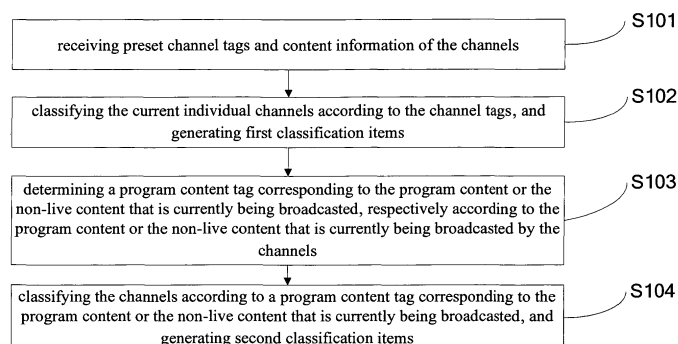 S101
receiving preset channel tags and content information of the channels
S102
classifying the current individual channels according to the channel tags, and
generating first classification items
S103
determining a program content tag corresponding to the program content or the
non-live content that is currently being broadcasted, respectively according to the
program content or the non-live content that is currently being broadcasted by the
channels
S104
classifying the channels according to a program content tag corresponding to the
program content or the non-live content that is currently being broadcasted, and
generating second classification items